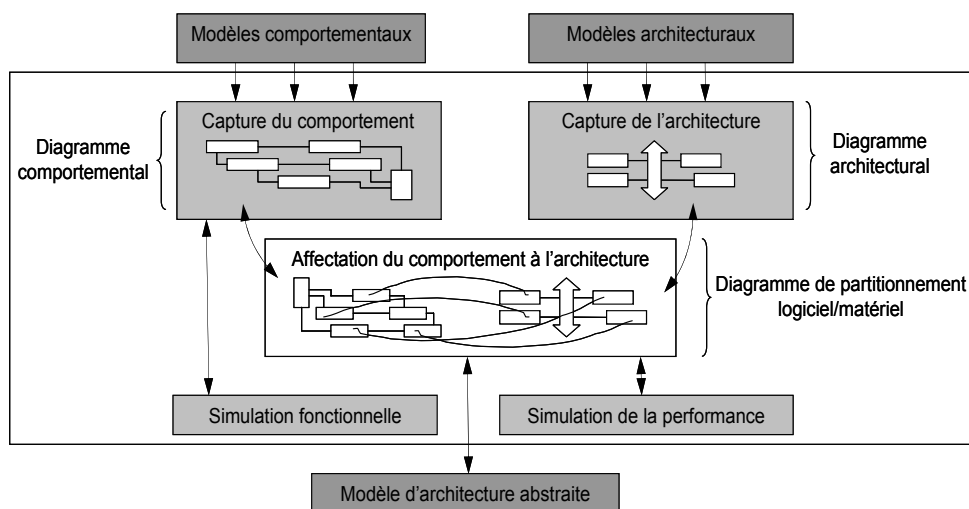 Modèles comportementaux
Modèles architecturaux
Capture du comportement
Capture de l'architecture
Diagramme
comportemental
Diagramme
architectural
Affectation du comportement à l'architecture
Diagramme de partitionnement
logiciel/matériel
Simulation fonctionnelle
Simulation de la performance
Modèle d'architecture abstraite